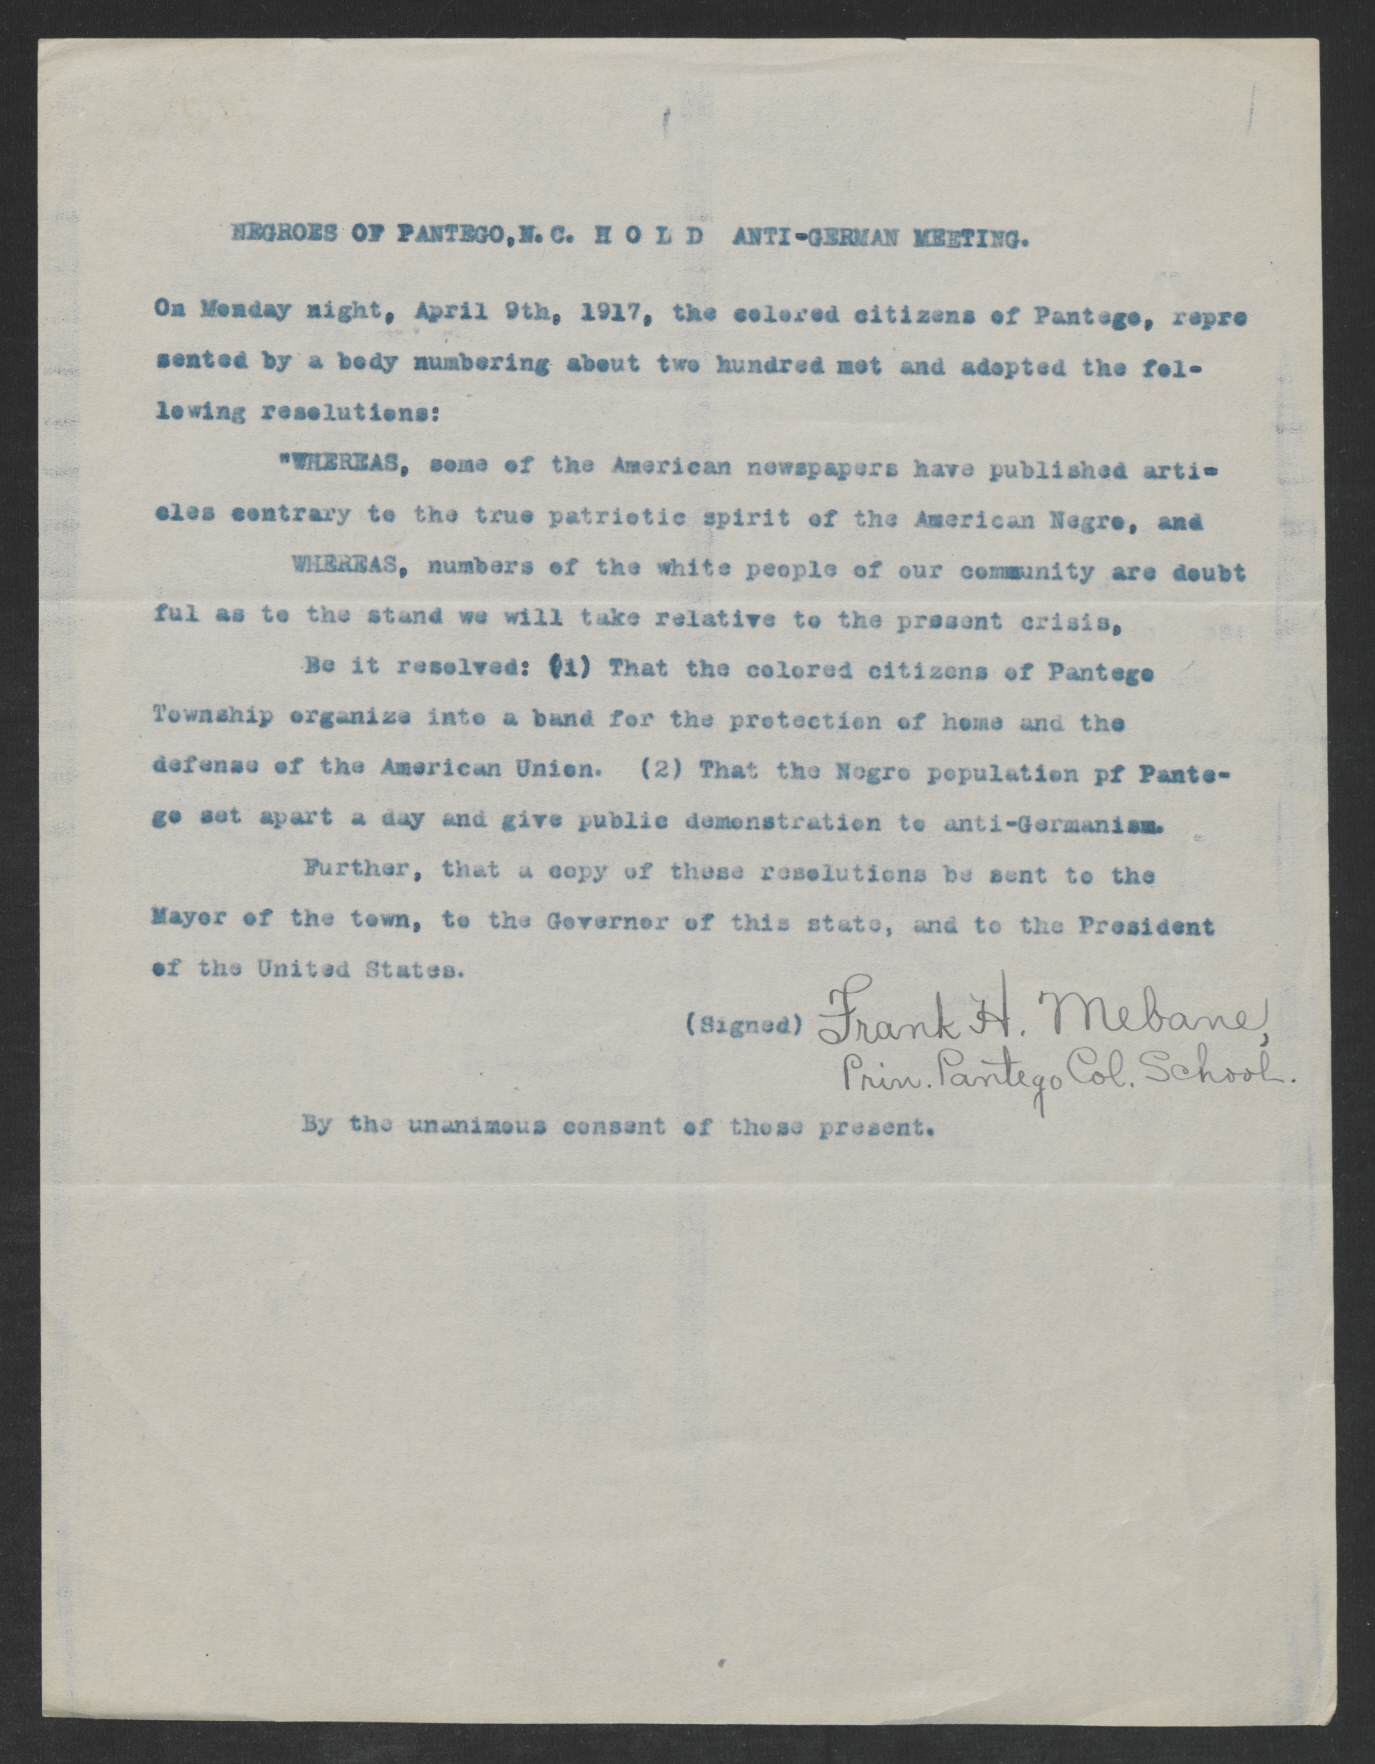 NEGROES OF PANTEGO,N.C. H O L D ANTI-GERMAN MEETING.
On Monday night, April 9th, 1917, the colored citizens of Pantego, repre
sented by a body numbering about two hundred met and adopted the fol-
lowing resolutions:
"WHEREAS, some of the American newspapers have published arti-
cles contrary to the true patriotic spirit of the American Negro, and
WHEREAS, numbers of the white people of our community are doubt
ful as to the stand we will take relative to the present crisis,
Be it resolved: (1) That the colored citizens of Pantego
Township organize into a band for the protection of home and the
defense of the American Union. (2) That the Negro population pf Pante-
go set apart a day and give public demonstration to anti-Germanism.
Further, that a copy of these resolutions be sent to the
Mayor of the town, to the Governor of this state, and to the President
of the United States.
(Signed) Frank H. Mebane,
Prin. Pantego Col. School.
By the unanimous consent of those present.